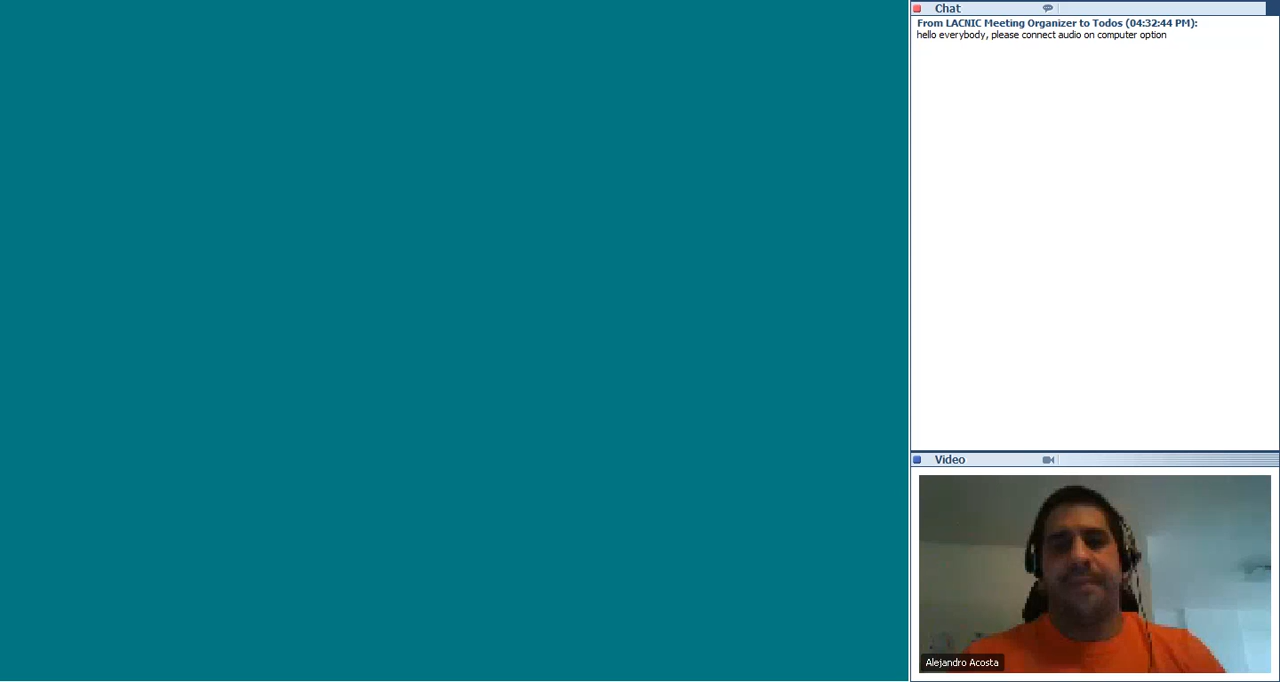 Chat
From LACNIC Meeting Organizer to Todos (04:32:44 PM):
hello everybody, please connect audio on computer option
Video
Alejandro Acosta